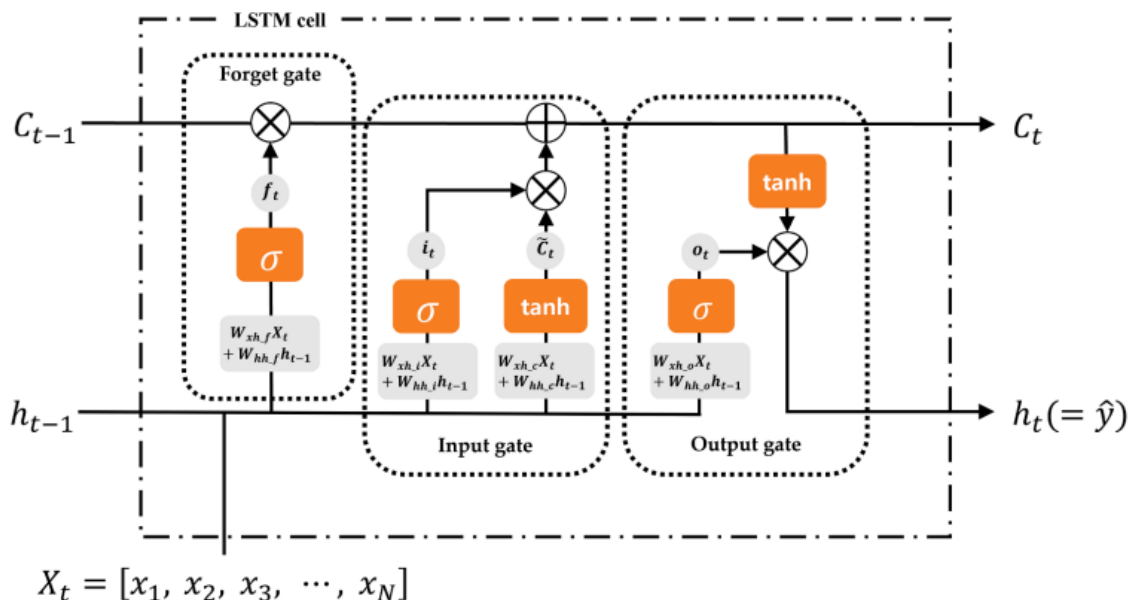 LSTM cell
Forget gate
C_{t-1}
C_t
f_t
tanh
σ
i_t
C̃_t
o_t
σ
tanh
σ
W_{xh_f}X_t
+ W_{hh_f}h_{t-1}
W_{xh_i}X_t
+ W_{hh_i}h_{t-1}
W_{xh_c}X_t
+ W_{hh_c}h_{t-1}
W_{xh_o}X_t
+ W_{hh_o}h_{t-1}
h_{t-1}
h_t(= ŷ)
Input gate
Output gate
X_t = [x_1, x_2, x_3, ⋯, x_N]